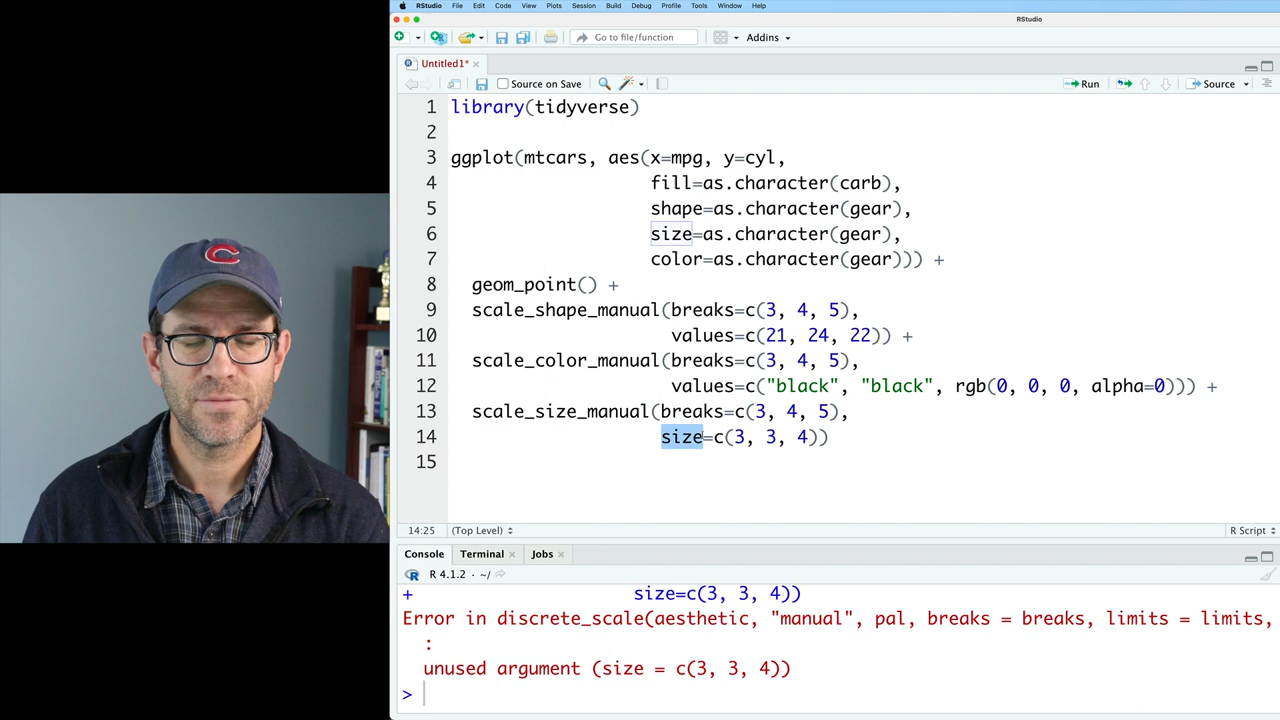 RStudio File Edit Code View Plots Session Build Debug Profile Tools Window Help
RStudio
Go to file/function Addins
Untitled1*
Source on Save Run Source
1 library(tidyverse)
2
3 ggplot(mtcars, aes(x=mpg, y=cyl,
4 fill=as.character(carb),
5 shape=as.character(gear),
6 size=as.character(gear),
7 color=as.character(gear))) +
8 geom_point() +
9 scale_shape_manual(breaks=c(3, 4, 5),
10 values=c(21, 24, 22)) +
11 scale_color_manual(breaks=c(3, 4, 5),
12 values=c("black", "black", rgb(0, 0, 0, alpha=0))) +
13 scale_size_manual(breaks=c(3, 4, 5),
14 size=c(3, 3, 4))
15
14:25 (Top Level) R Script
Console Terminal Jobs
R 4.1.2 · ~/
+ size=c(3, 3, 4))
Error in discrete_scale(aesthetic, "manual", pal, breaks = breaks, limits = limits,
:
unused argument (size = c(3, 3, 4))
>